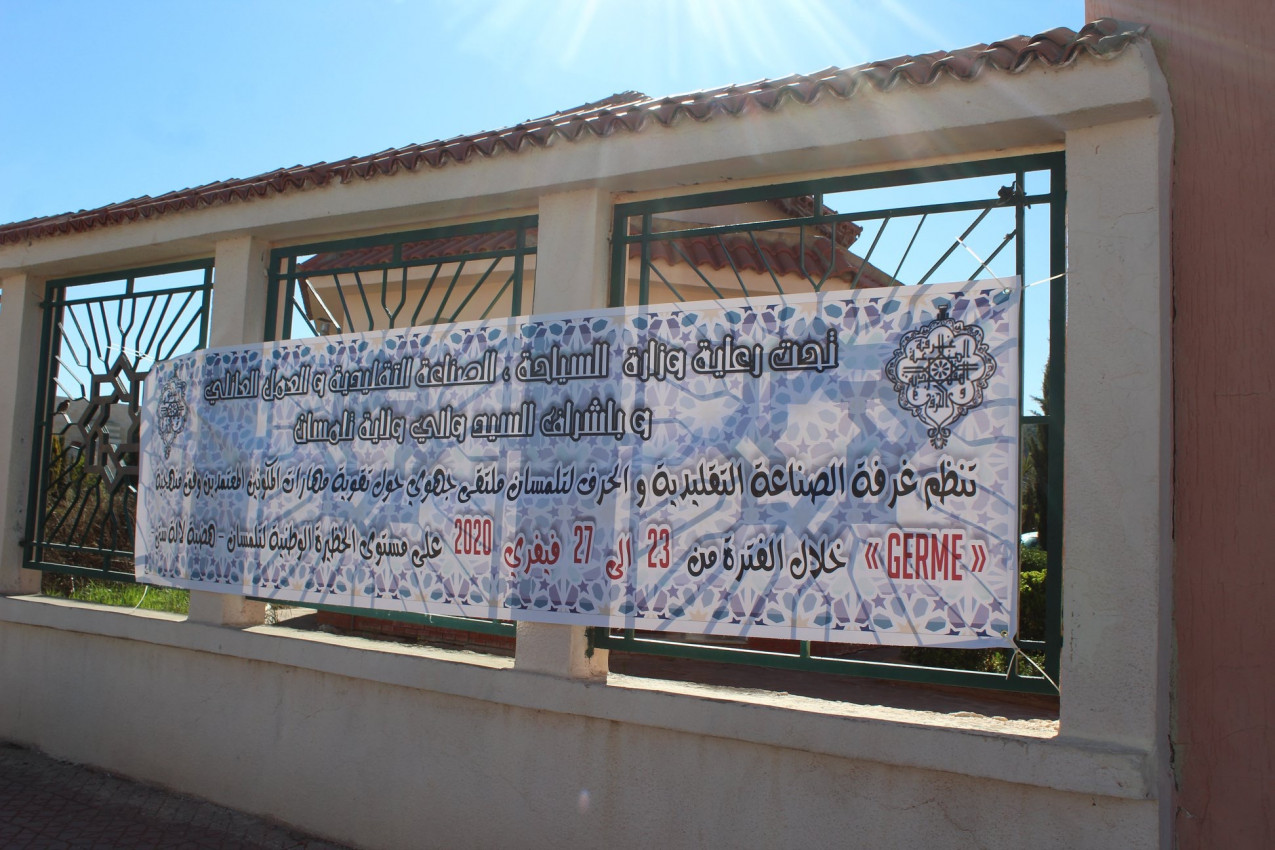 تحت رعاية وزارة السياحة ، الصناعة التقليدية و العمل العائلي
و باشراف السيد والي ولاية تلمسان
تنظم غرفة الصناعة التقليدية و الحرف لتلمسان ملتقى جهوي حول تقوية مهارات المكونين المعتمدين وفق منهجية
« GERME » خلال الفترة من 23 الى 27 فيفري 2020 على مستوى الحظيرة الوطنية لتلمسان - هضبة لالة ستي